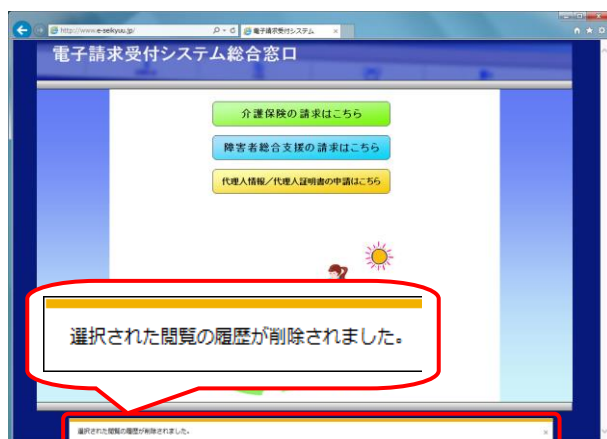 http://www.e-seikyuu.jp/
電子請求受付システム
電子請求受付システム総合窓口
介護保険の請求はこちら
障害者総合支援の請求はこちら
代理人情報／代理人証明書の申請はこちら
選択された閲覧の履歴が削除されました。
選択された閲覧の履歴が削除されました。